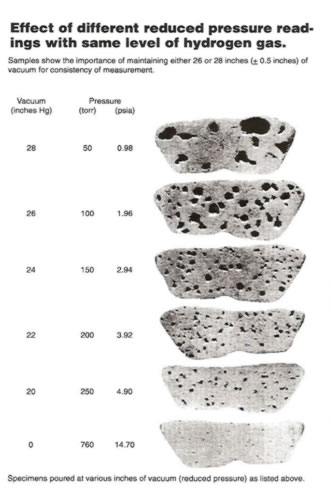 Effect of different reduced pressure read-
ings with same level of hydrogen gas.
Samples show the importance of maintaining either 26 or 28 inches (± 0.5 inches) of
vacuum for consistency of measurement.
Vacuum Pressure
(inches Hg) (torr) (psia)
28 50 0.98
26 100 1.96
24 150 2.94
22 200 3.92
20 250 4.90
0 760 14.70
Specimens poured at various inches of vacuum (reduced pressure) as listed above.